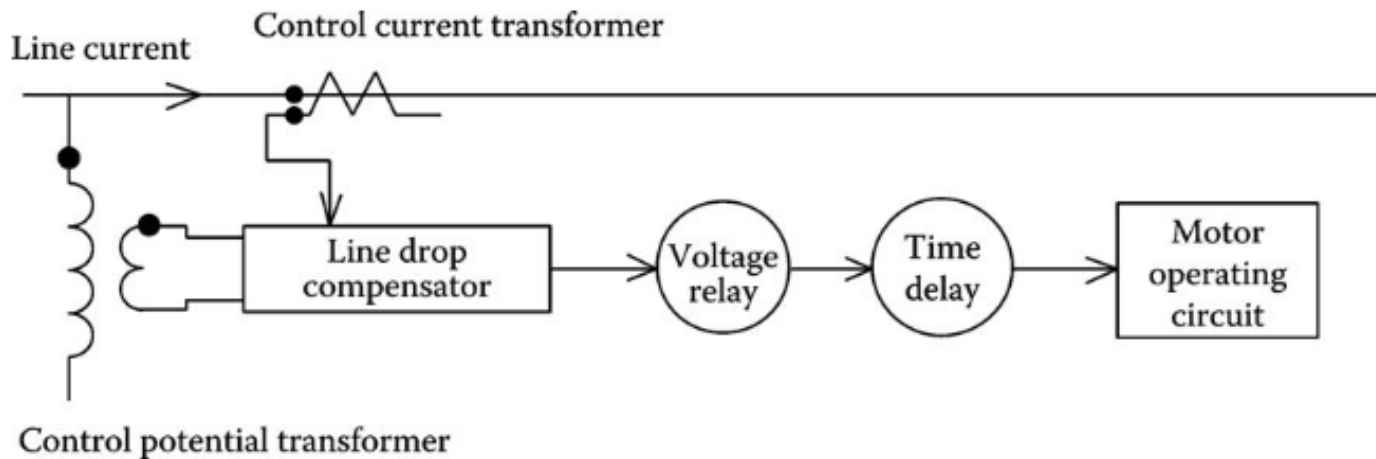 Control current transformer
Line current
Line drop
compensator
Voltage
relay
Time
delay
Motor
operating
circuit
Control potential transformer